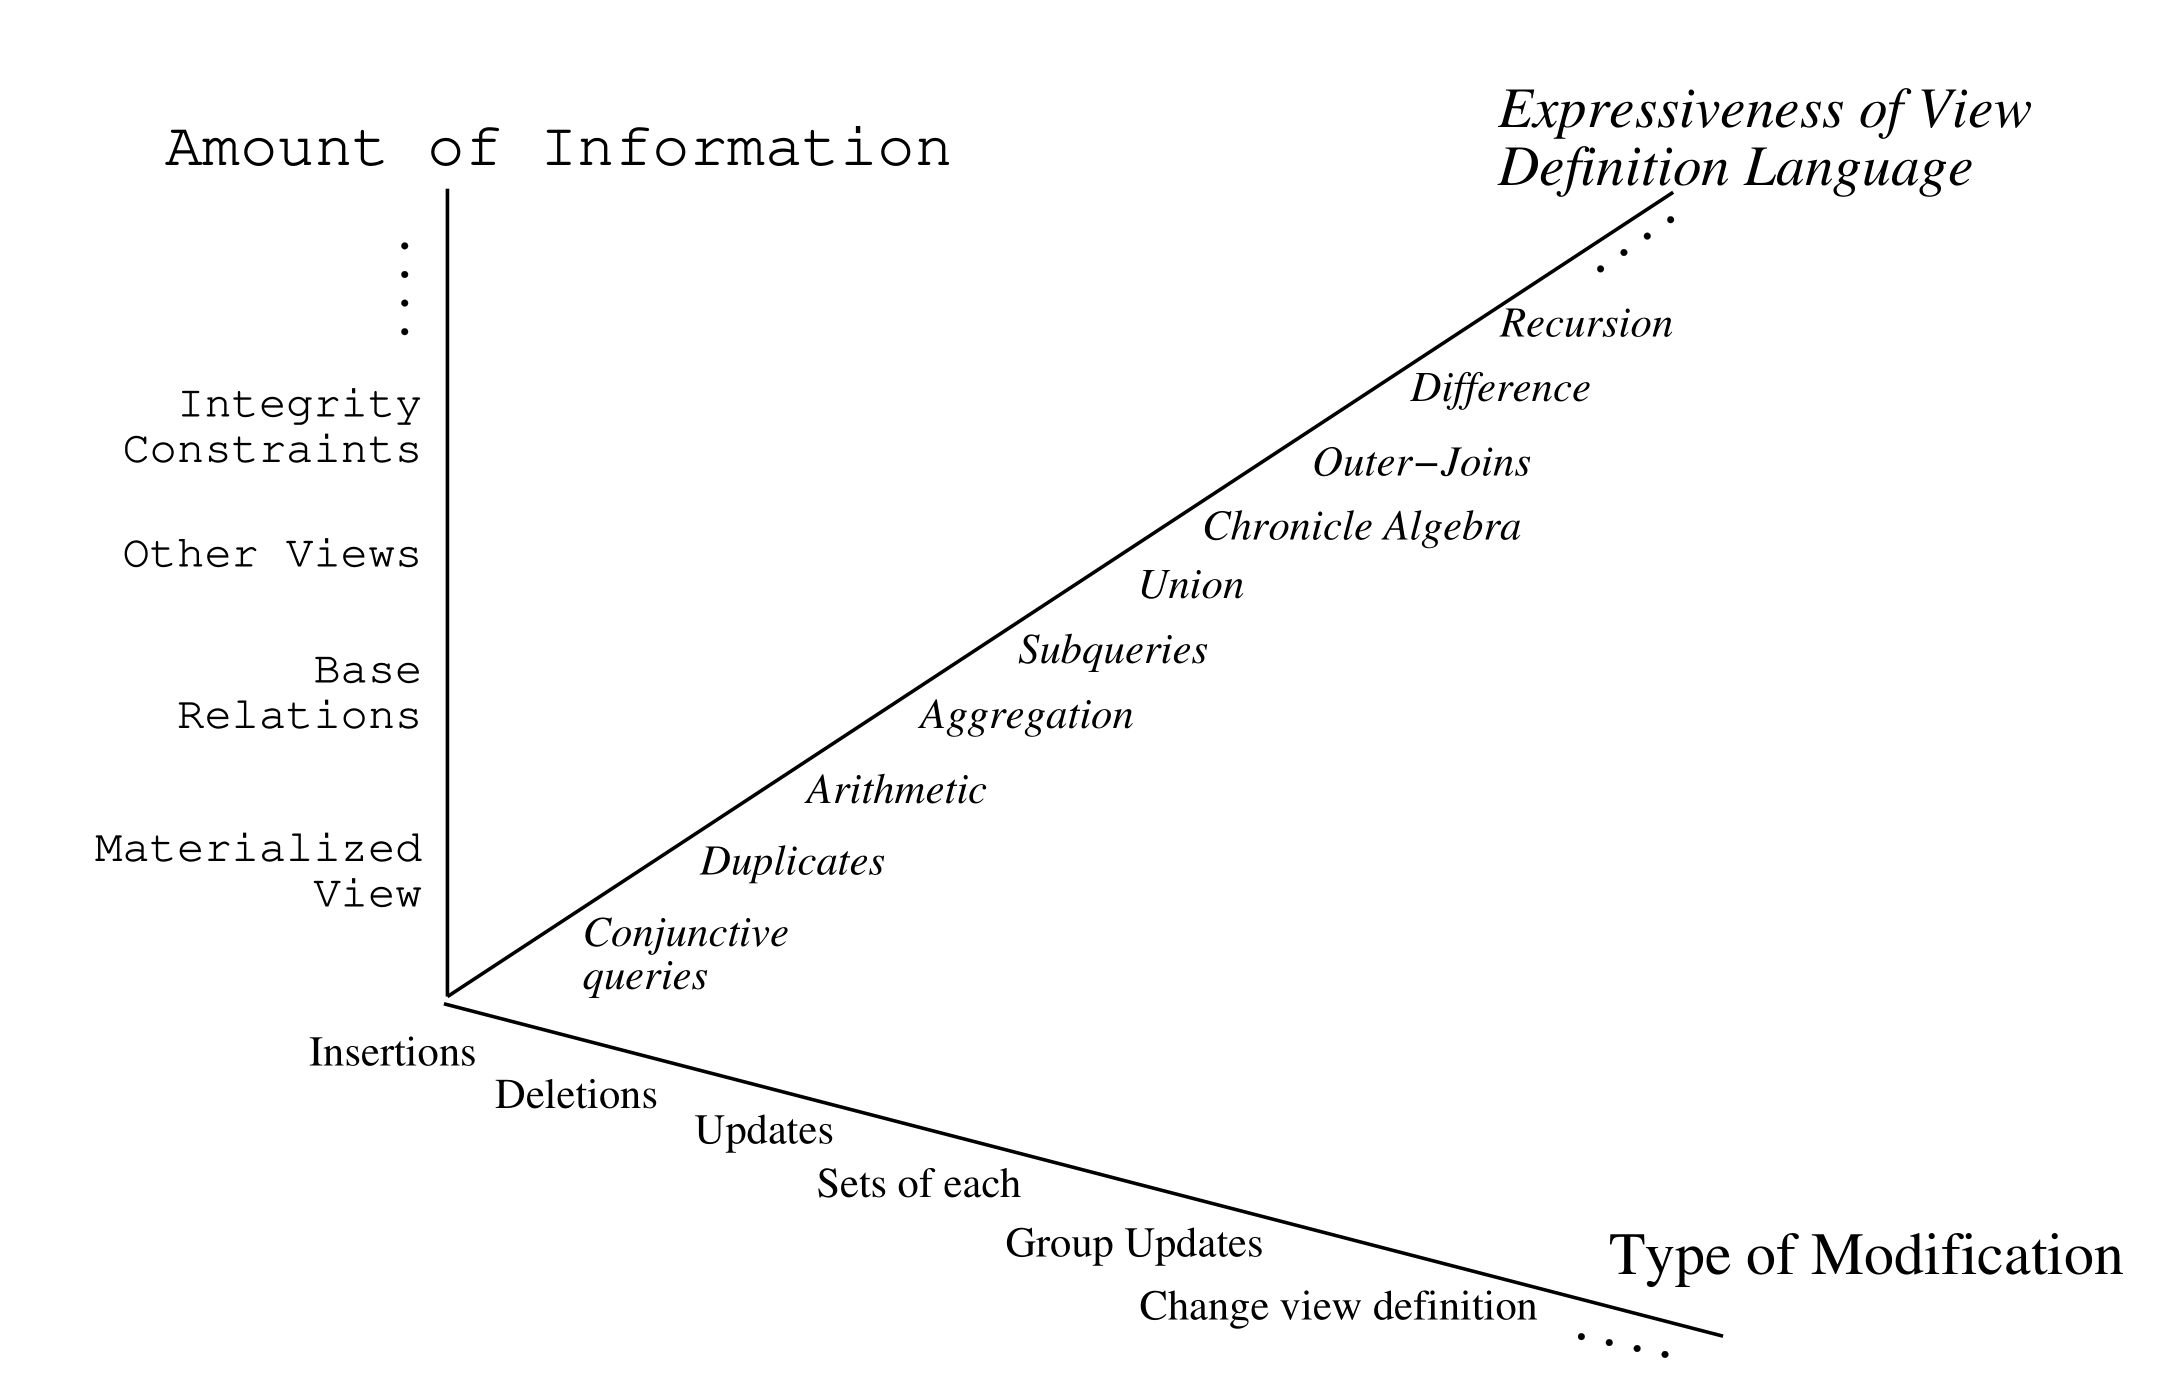 Amount of Information
Expressiveness of View
Definition Language
Integrity
Constraints
Other Views
Base
Relations
Materialized
View
Recursion
Difference
Outer−Joins
Chronicle Algebra
Union
Subqueries
Aggregation
Arithmetic
Duplicates
Conjunctive
queries
Insertions
Deletions
Updates
Sets of each
Group Updates
Change view definition
Type of Modification